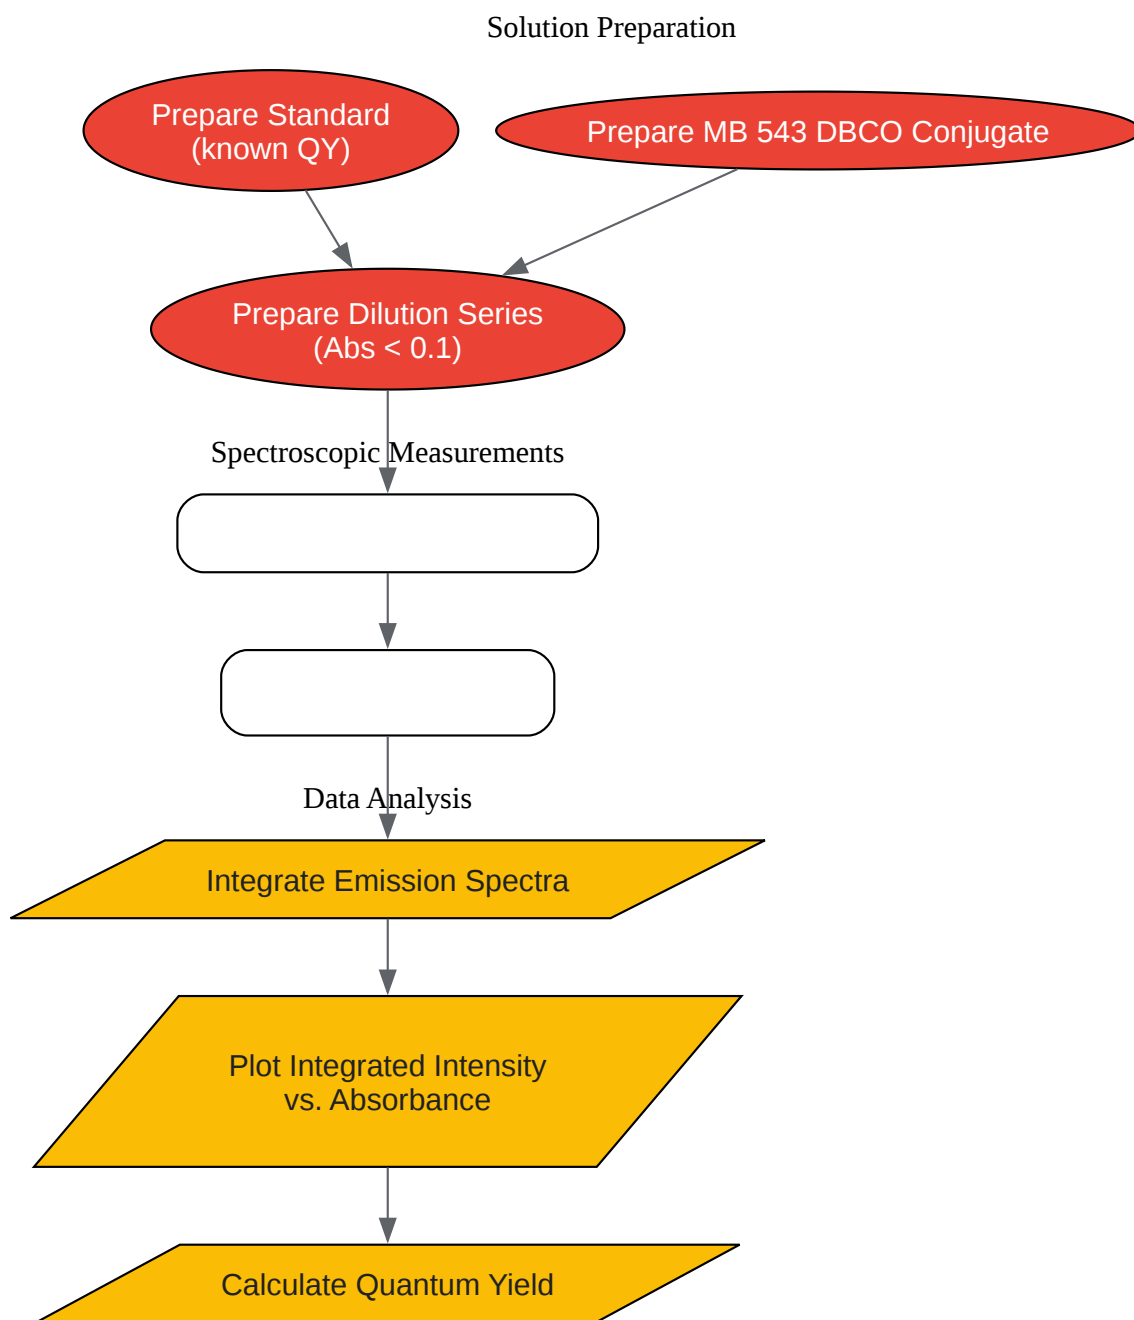 Solution Preparation
Prepare Standard
(known QY)
Prepare MB 543 DBCO Conjugate
Prepare Dilution Series
(Abs < 0.1)
Spectroscopic Measurements
Data Analysis
Integrate Emission Spectra
Plot Integrated Intensity
vs. Absorbance
Calculate Quantum Yield